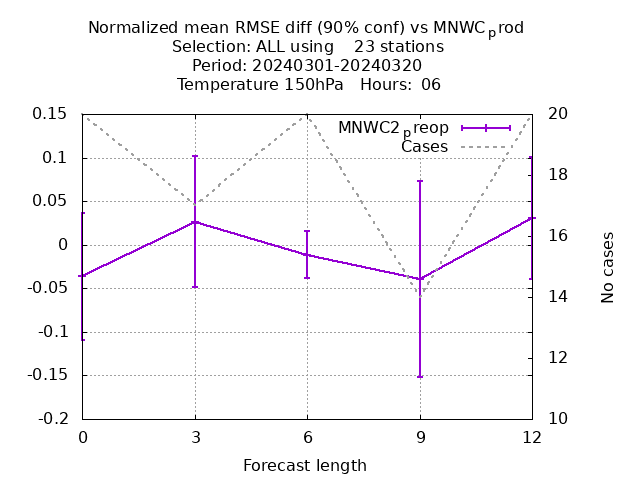 Normalized mean RMSE diff (90% conf) vs MNWCprod
Selection: ALL using 23 stations
Period: 20240301-20240320
Temperature 150hPa Hours: 06
0.15
0.1
0.05
0
-0.05
-0.1
-0.15
-0.2
MNWC2preop
Cases
20
18
16
14
12
10
No cases
0 3 6 9 12
Forecast length